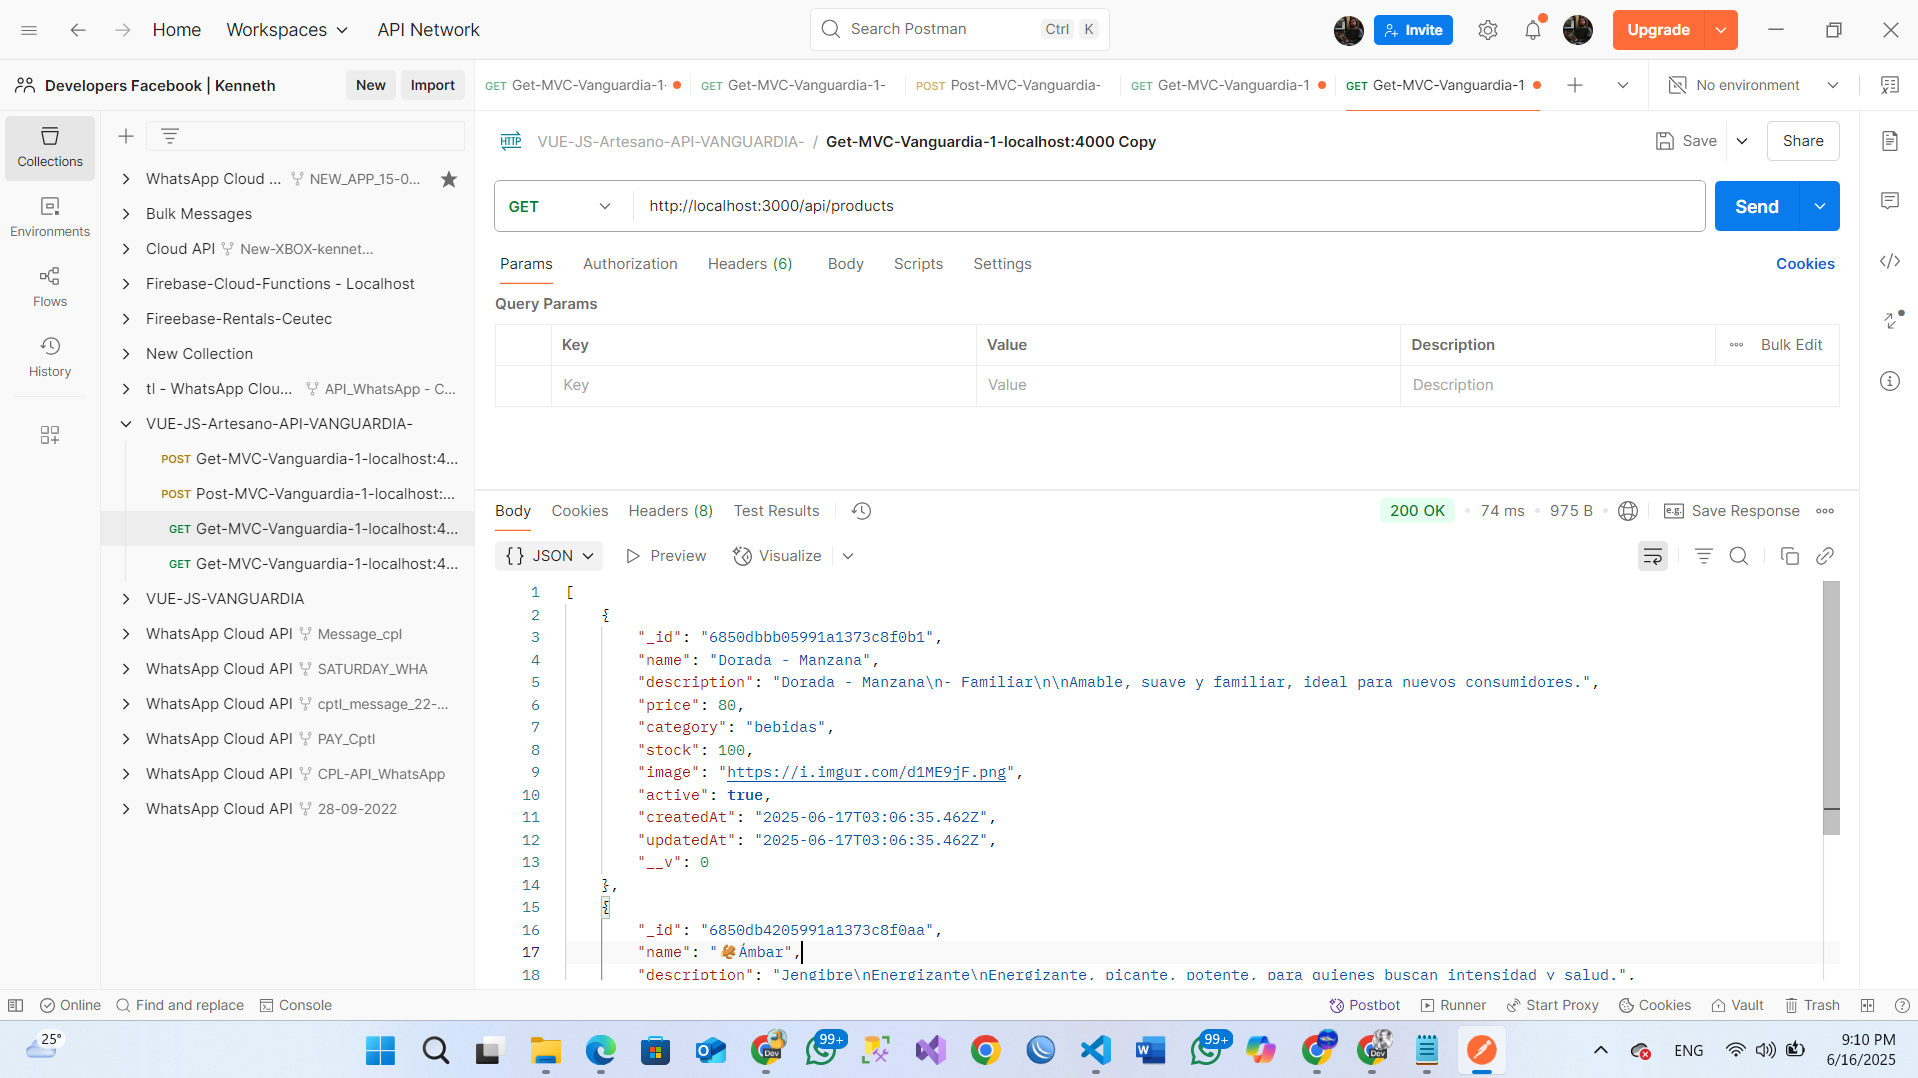 Home Workspaces API Network Search Postman Ctrl K Invite Upgrade
Developers Facebook | Kenneth New Import GET Get-MVC-Vanguardia-1- GET Get-MVC-Vanguardia-1- POST Post-MVC-Vanguardia- GET Get-MVC-Vanguardia-1 GET Get-MVC-Vanguardia-1 No environment
Collections
Environments
Flows
History
WhatsApp Cloud ... NEW_APP_15-0...
Bulk Messages
Cloud API New-XBOX-kennet...
Firebase-Cloud-Functions - Localhost
Fireebase-Rentals-Ceutec
New Collection
tl - WhatsApp Clou... API_WhatsApp - C...
VUE-JS-Artesano-API-VANGUARDIA-
POST Get-MVC-Vanguardia-1-localhost:4...
POST Post-MVC-Vanguardia-1-localhost:...
GET Get-MVC-Vanguardia-1-localhost:4...
GET Get-MVC-Vanguardia-1-localhost:4...
VUE-JS-VANGUARDIA
WhatsApp Cloud API Message_cpl
WhatsApp Cloud API SATURDAY_WHA
WhatsApp Cloud API cptl_message_22-...
WhatsApp Cloud API PAY_Cptl
WhatsApp Cloud API CPL-API_WhatsApp
WhatsApp Cloud API 28-09-2022
HTTP VUE-JS-Artesano-API-VANGUARDIA- / Get-MVC-Vanguardia-1-localhost:4000 Copy Save Share
GET http://localhost:3000/api/products Send
Params Authorization Headers (6) Body Scripts Settings Cookies
Query Params
Key Value Description Bulk Edit
Key Value Description
Body Cookies Headers (8) Test Results 200 OK 74 ms 975 B e.g. Save Response
{} JSON Preview Visualize
1 [
2 {
3 "_id": "6850dbbb05991a1373c8f0b1",
4 "name": "Dorada - Manzana",
5 "description": "Dorada - Manzana\n- Familiar\n\nAmable, suave y familiar, ideal para nuevos consumidores.",
6 "price": 80,
7 "category": "bebidas",
8 "stock": 100,
9 "image": "https://i.imgur.com/d1ME9jF.png",
10 "active": true,
11 "createdAt": "2025-06-17T03:06:35.462Z",
12 "updatedAt": "2025-06-17T03:06:35.462Z",
13 "__v": 0
14 },
15 {
16 "_id": "6850db4205991a1373c8f0aa",
17 "name": "🫚Ámbar",
18 "description": "Jengibre\nEnergizante\nEnergizante, picante, potente, para quienes buscan intensidad y salud.",
Online Find and replace Console Postbot Runner Start Proxy Cookies Vault Trash
25° Dev 99+ 99+ Dev ENG 9:10 PM
6/16/2025